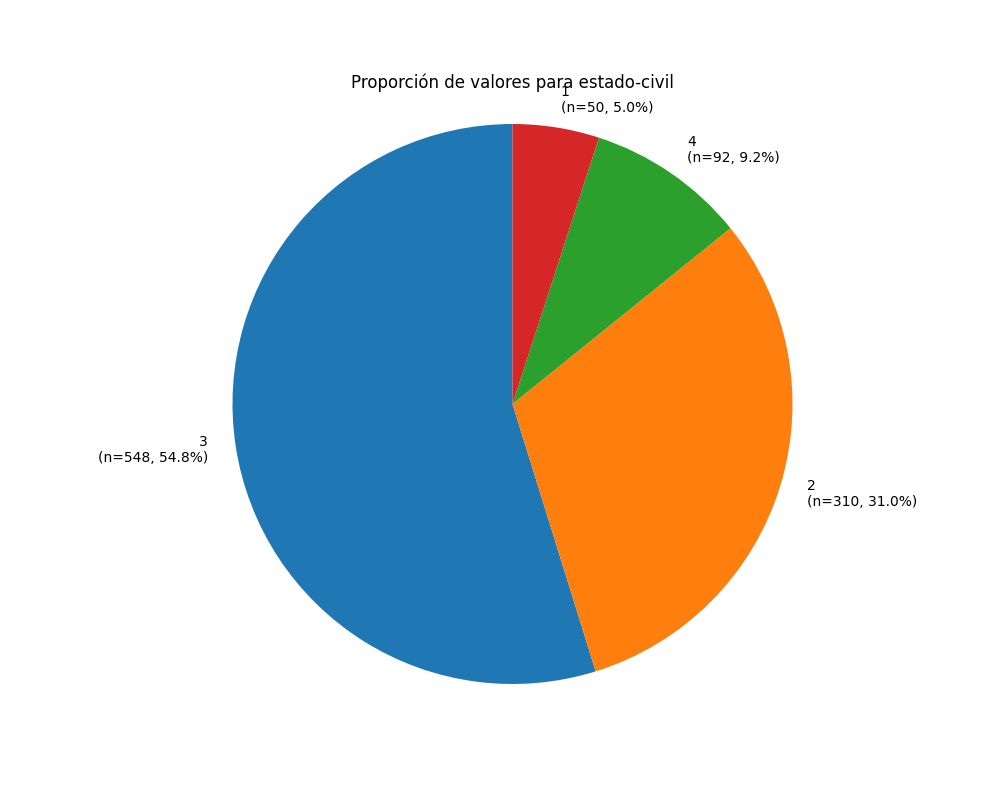 Proporción de valores para estado-civil
1
(n=50, 5.0%)
4
(n=92, 9.2%)
3
(n=548, 54.8%)
2
(n=310, 31.0%)